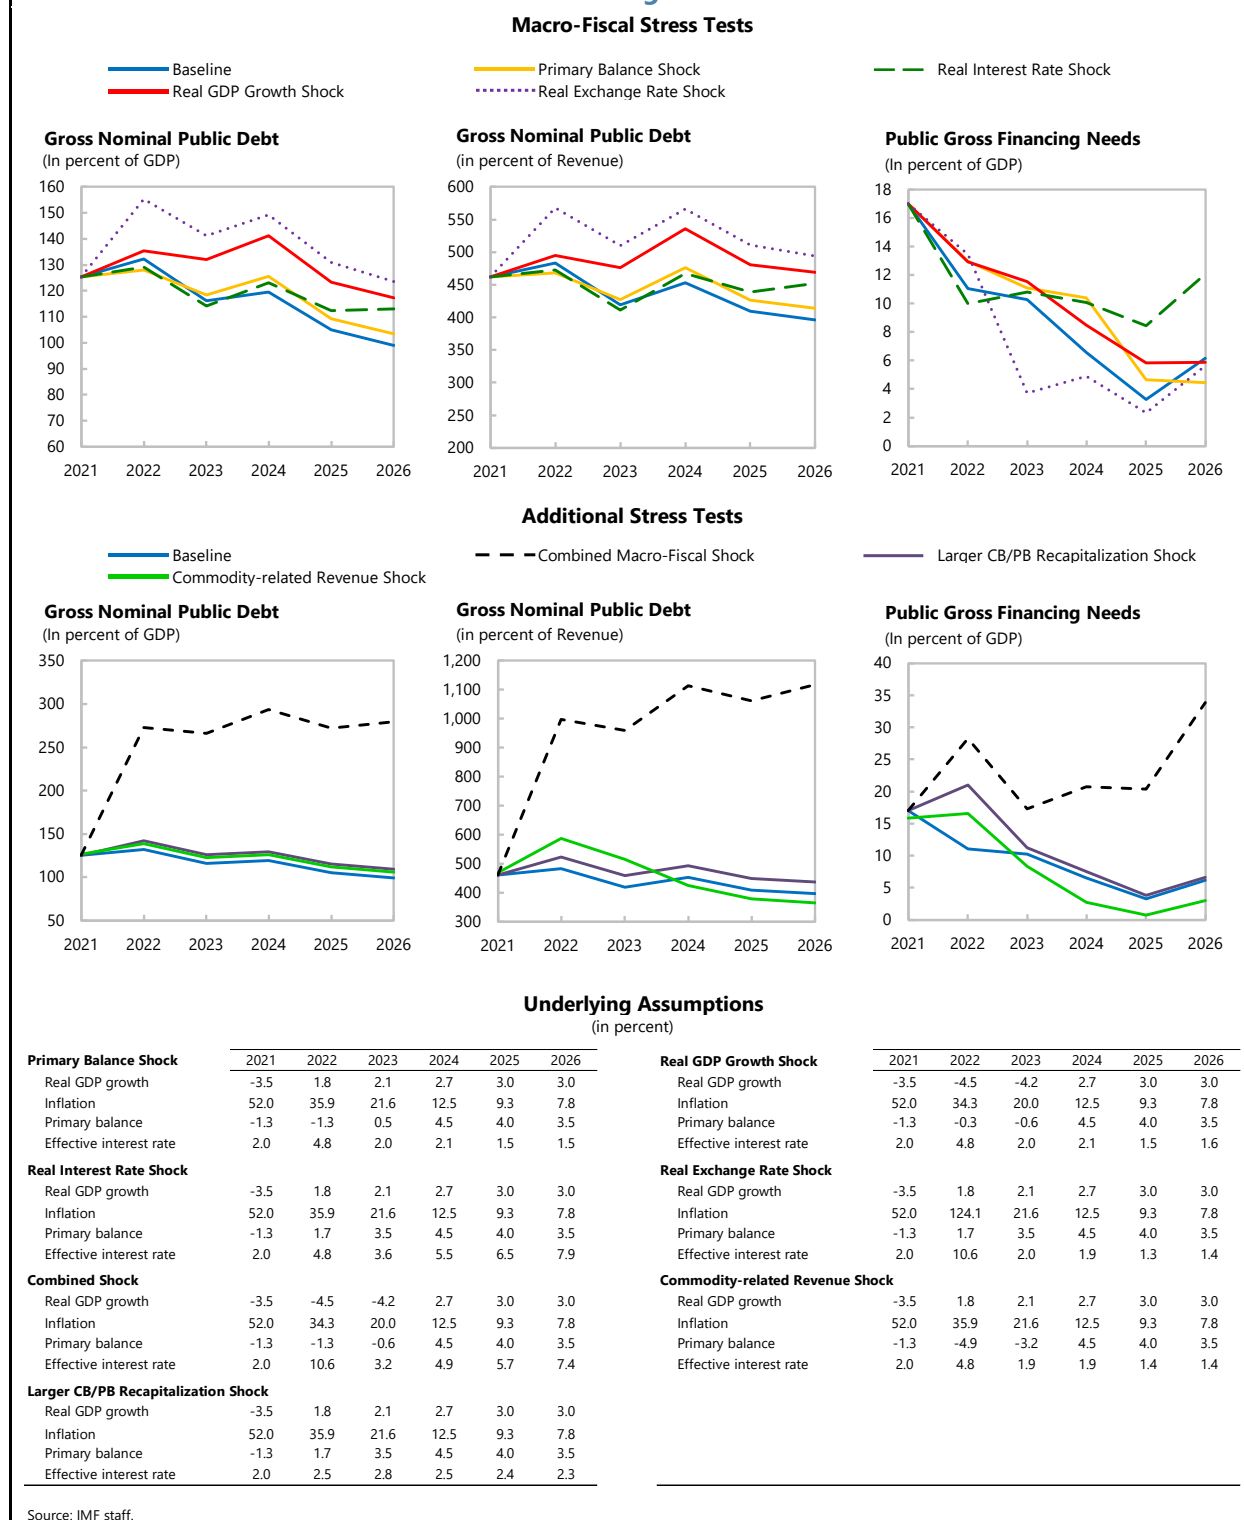 Macro-Fiscal Stress Tests
Baseline
Primary Balance Shock
Real Interest Rate Shock
Real GDP Growth Shock
Real Exchange Rate Shock
Gross Nominal Public Debt
(In percent of GDP)
160
150
140
130
120
110
100
90
80
70
60
2021 2022 2023 2024 2025 2026
Gross Nominal Public Debt
(in percent of Revenue)
600
550
500
450
400
350
300
250
200
2021 2022 2023 2024 2025 2026
Public Gross Financing Needs
(In percent of GDP)
18
16
14
12
10
8
6
4
2
0
2021 2022 2023 2024 2025 2026
Additional Stress Tests
Baseline
Combined Macro-Fiscal Shock
Larger CB/PB Recapitalization Shock
Commodity-related Revenue Shock
Gross Nominal Public Debt
(In percent of GDP)
350
300
250
200
150
100
50
2021 2022 2023 2024 2025 2026
Gross Nominal Public Debt
(in percent of Revenue)
1,200
1,100
1,000
900
800
700
600
500
400
300
2021 2022 2023 2024 2025 2026
Public Gross Financing Needs
(In percent of GDP)
40
35
30
25
20
15
10
5
0
2021 2022 2023 2024 2025 2026
Underlying Assumptions
(in percent)
Primary Balance Shock 2021 2022 2023 2024 2025 2026
Real GDP growth -3.5 1.8 2.1 2.7 3.0 3.0
Inflation 52.0 35.9 21.6 12.5 9.3 7.8
Primary balance -1.3 -1.3 0.5 4.5 4.0 3.5
Effective interest rate 2.0 4.8 2.0 2.1 1.5 1.5
Real Interest Rate Shock
Real GDP growth -3.5 1.8 2.1 2.7 3.0 3.0
Inflation 52.0 35.9 21.6 12.5 9.3 7.8
Primary balance -1.3 1.7 3.5 4.5 4.0 3.5
Effective interest rate 2.0 4.8 3.6 5.5 6.5 7.9
Combined Shock
Real GDP growth -3.5 -4.5 -4.2 2.7 3.0 3.0
Inflation 52.0 34.3 20.0 12.5 9.3 7.8
Primary balance -1.3 -1.3 -0.6 4.5 4.0 3.5
Effective interest rate 2.0 10.6 3.2 4.9 5.7 7.4
Larger CB/PB Recapitalization Shock
Real GDP growth -3.5 1.8 2.1 2.7 3.0 3.0
Inflation 52.0 35.9 21.6 12.5 9.3 7.8
Primary balance -1.3 1.7 3.5 4.5 4.0 3.5
Effective interest rate 2.0 2.5 2.8 2.5 2.4 2.3
Real GDP Growth Shock 2021 2022 2023 2024 2025 2026
Real GDP growth -3.5 -4.5 -4.2 2.7 3.0 3.0
Inflation 52.0 34.3 20.0 12.5 9.3 7.8
Primary balance -1.3 -0.3 -0.6 4.5 4.0 3.5
Effective interest rate 2.0 4.8 2.0 2.1 1.5 1.6
Real Exchange Rate Shock
Real GDP growth -3.5 1.8 2.1 2.7 3.0 3.0
Inflation 52.0 124.1 21.6 12.5 9.3 7.8
Primary balance -1.3 1.7 3.5 4.5 4.0 3.5
Effective interest rate 2.0 10.6 2.0 1.9 1.3 1.4
Commodity-related Revenue Shock
Real GDP growth -3.5 1.8 2.1 2.7 3.0 3.0
Inflation 52.0 35.9 21.6 12.5 9.3 7.8
Primary balance -1.3 -4.9 -3.2 4.5 4.0 3.5
Effective interest rate 2.0 4.8 1.9 1.9 1.4 1.4
Source: IMF staff.